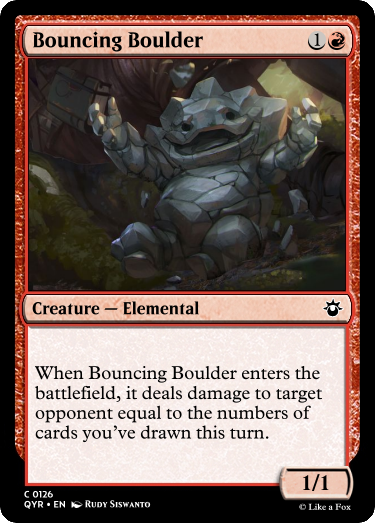 Bouncing Boulder 1
Creature — Elemental
When Bouncing Boulder enters the
battlefield, it deals damage to target
opponent equal to the numbers of
cards you've drawn this turn.
1/1
C 0126
QYR • EN Rudy Siswanto
© Like a Fox